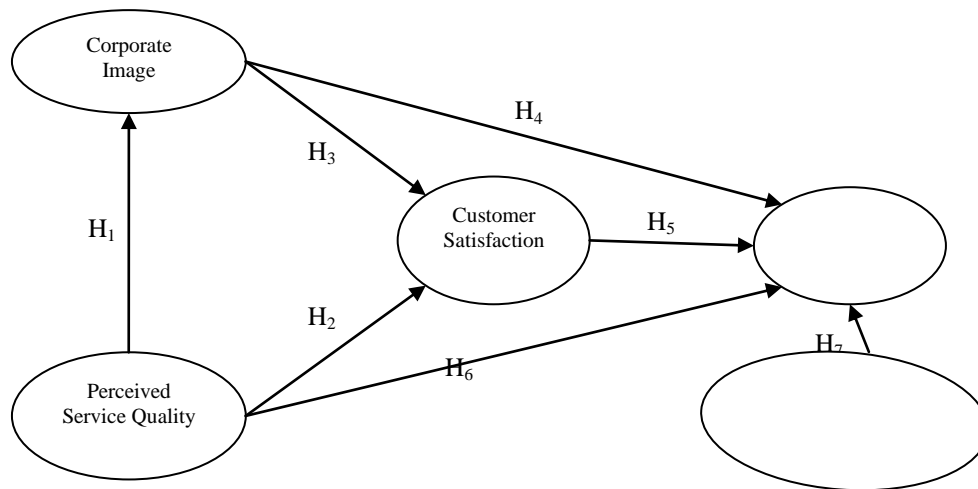 Corporate
Image
H₄
H₃
H₁
Customer
Satisfaction
H₅
H₂
H₆
H₇
Perceived
Service Quality